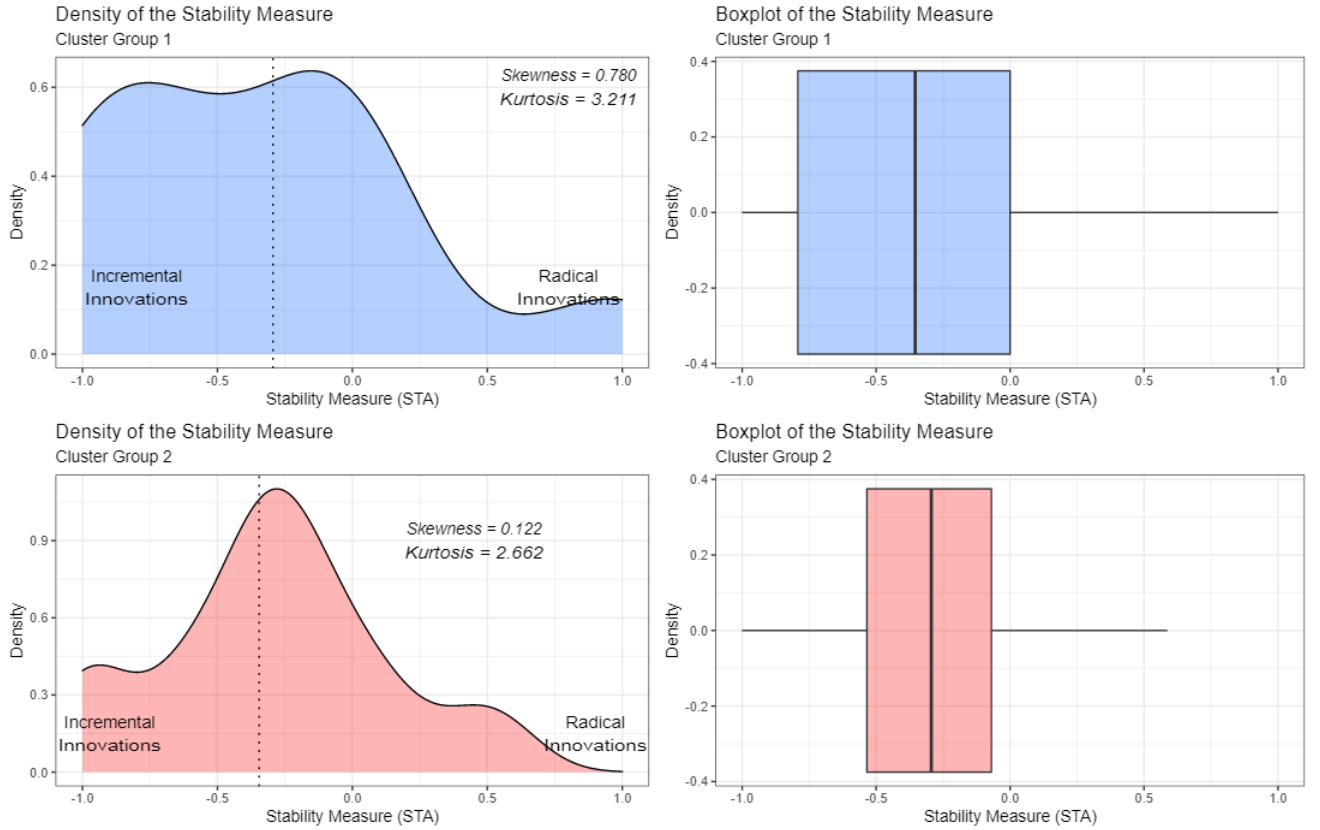 Density of the Stability Measure
Cluster Group 1
Skewness = 0.780
Kurtosis = 3.211
Incremental
Innovations
Radical
Innovations
Density
0.6
0.4
0.2
0.0
-1.0 -0.5 0.0 0.5 1.0
Stability Measure (STA)
Boxplot of the Stability Measure
Cluster Group 1
Density
0.4
0.2
0.0
-0.2
-0.4
-1.0 -0.5 0.0 0.5 1.0
Stability Measure (STA)
Density of the Stability Measure
Cluster Group 2
Skewness = 0.122
Kurtosis = 2.662
Incremental
Innovations
Radical
Innovations
Density
0.9
0.6
0.3
0.0
-1.0 -0.5 0.0 0.5 1.0
Stability Measure (STA)
Boxplot of the Stability Measure
Cluster Group 2
Density
0.4
0.2
0.0
-0.2
-0.4
-1.0 -0.5 0.0 0.5 1.0
Stability Measure (STA)